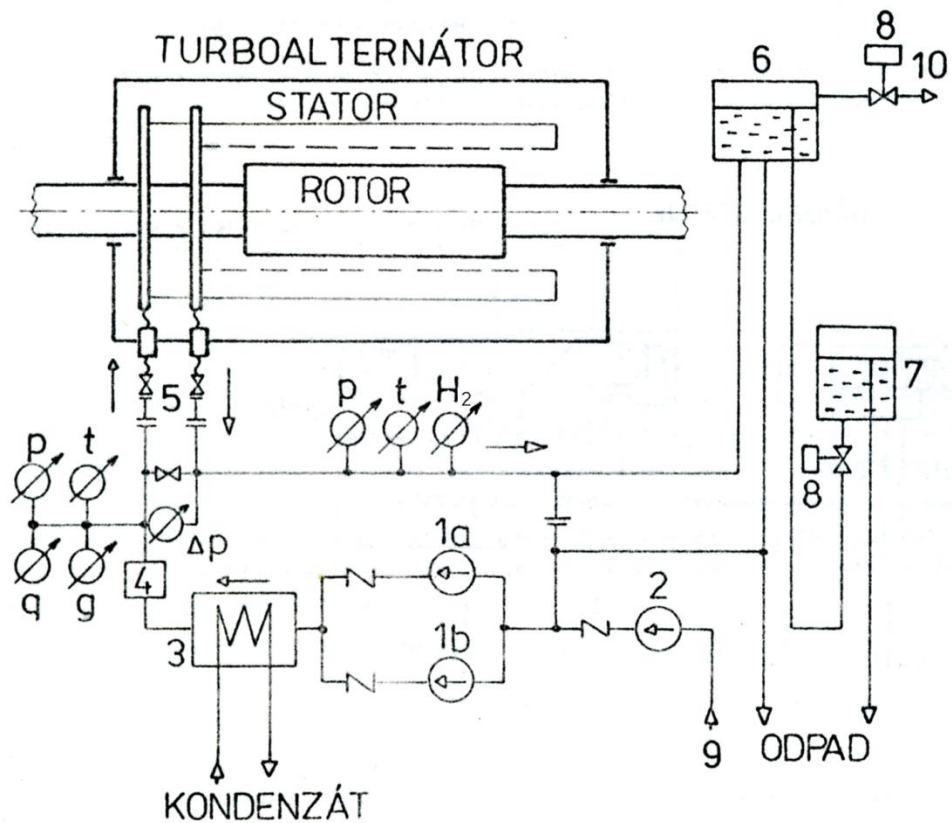 TURBOALTERNÁTOR
STATOR
ROTOR
8
6
10
7
8
5
p t H₂
p t
Δp
q g
4
1a
1b
2
3
9
ODPAD
KONDENZÁT